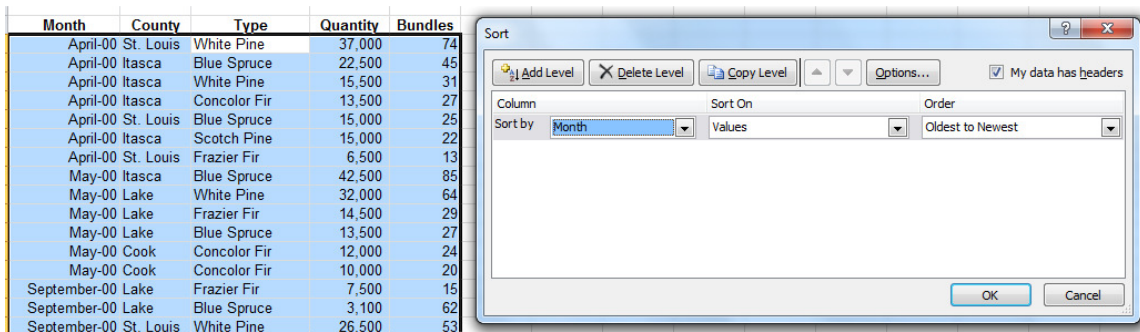 Month County Type Quantity Bundles
April-00 St. Louis White Pine 37,000 74
April-00 Itasca Blue Spruce 22,500 45
April-00 Itasca White Pine 15,500 31
April-00 Itasca Concolor Fir 13,500 27
April-00 St. Louis Blue Spruce 15,000 25
April-00 Itasca Scotch Pine 15,000 22
April-00 St. Louis Frazier Fir 6,500 13
May-00 Itasca Blue Spruce 42,500 85
May-00 Lake White Pine 32,000 64
May-00 Lake Frazier Fir 14,500 29
May-00 Lake Blue Spruce 13,500 27
May-00 Cook Concolor Fir 12,000 24
May-00 Cook Concolor Fir 10,000 20
September-00 Lake Frazier Fir 7,500 15
September-00 Lake Blue Spruce 3,100 62
September-00 St. Louis White Pine 26,500 53
Sort
Add Level Delete Level Copy Level Options... My data has headers
Column Sort On Order
Sort by Month Values Oldest to Newest
OK Cancel